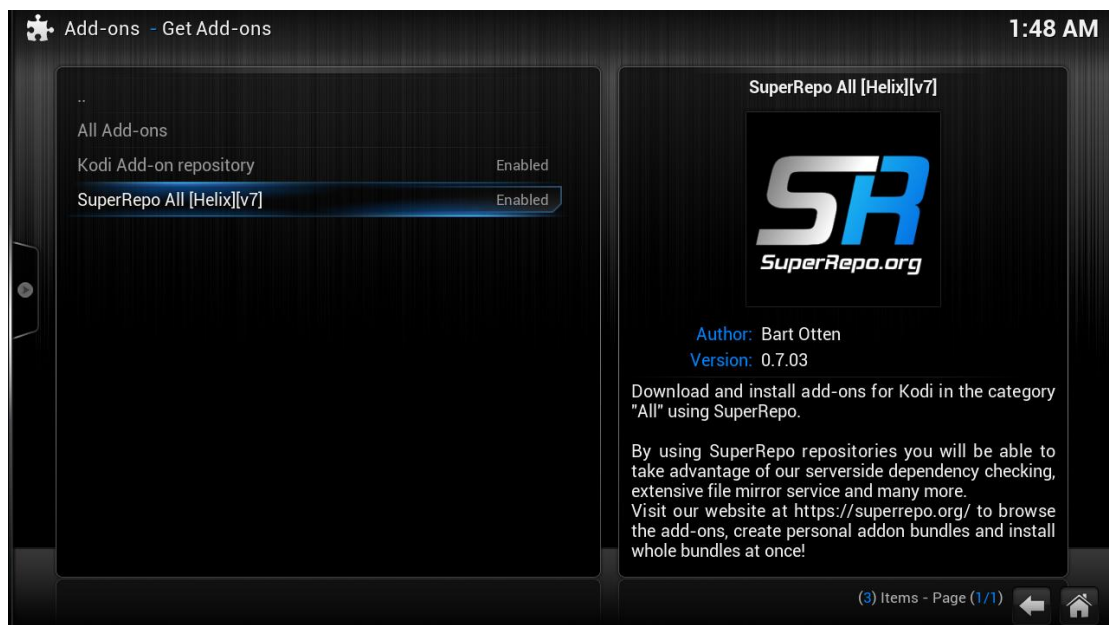 Add-ons - Get Add-ons
1:48 AM
..
All Add-ons
Kodi Add-on repository Enabled
SuperRepo All [Helix][v7] Enabled
SuperRepo All [Helix][v7]
SR
SuperRepo.org
Author: Bart Otten
Version: 0.7.03
Download and install add-ons for Kodi in the category
"All" using SuperRepo.
By using SuperRepo repositories you will be able to
take advantage of our serverside dependency checking,
extensive file mirror service and many more.
Visit our website at https://superrepo.org/ to browse
the add-ons, create personal addon bundles and install
whole bundles at once!
(3) Items - Page (1/1)